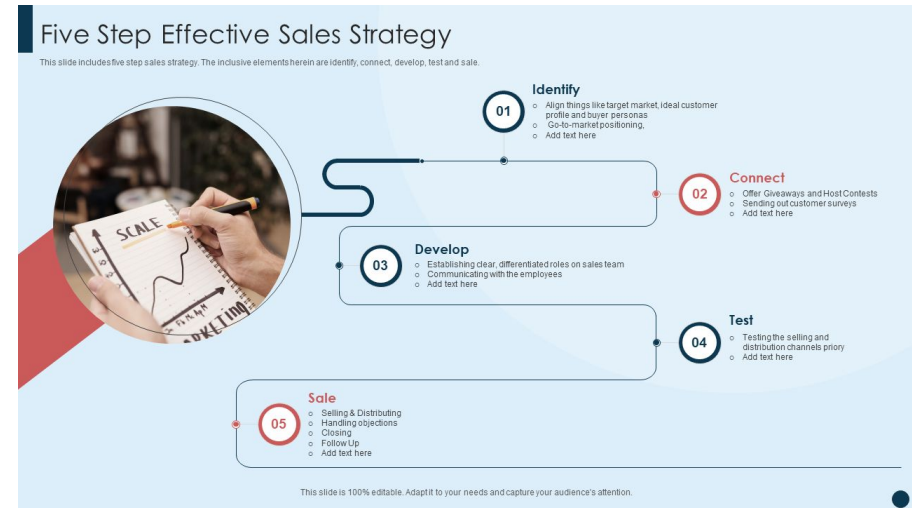 Five Step Effective Sales Strategy
This slide includes five step sales strategy. The inclusive elements herein are identify, connect, develop, test and sale.
01
Identify
Align things like target market, ideal customer
profile and buyer personas
Go-to-market positioning,
Add text here
02
Connect
Offer Giveaways and Host Contests
Sending out customer surveys
Add text here
03
Develop
Establishing clear, differentiated roles on sales team
Communicating with the employees
Add text here
04
Test
Testing the selling and
distribution channels priory
Add text here
05
Sale
Selling & Distributing
Handling objections
Closing
Follow Up
Add text here
SCALE
This slide is 100% editable. Adapt it to your needs and capture your audience's attention.